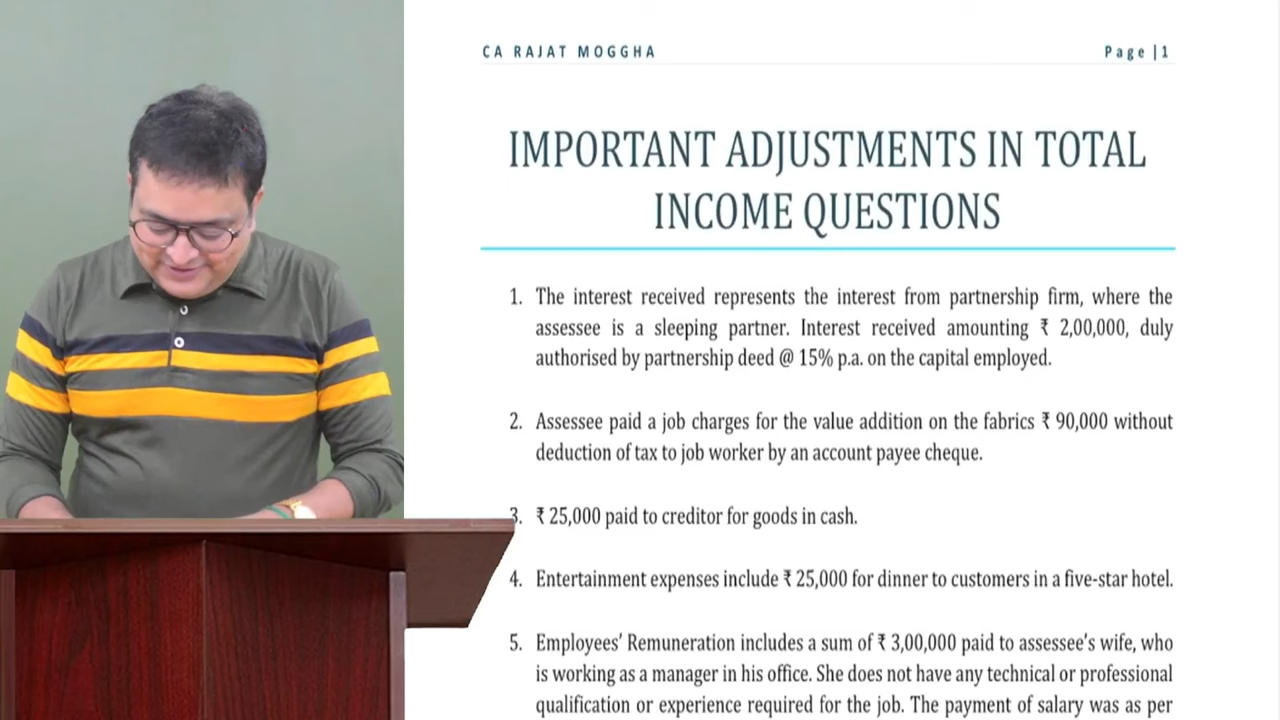 CA RAJAT MOGGHA
Page | 1
IMPORTANT ADJUSTMENTS IN TOTAL
INCOME QUESTIONS
1. The interest received represents the interest from partnership firm, where the
assessee is a sleeping partner. Interest received amounting ₹ 2,00,000, duly
authorised by partnership deed @ 15% p.a. on the capital employed.
2. Assessee paid a job charges for the value addition on the fabrics ₹ 90,000 without
deduction of tax to job worker by an account payee cheque.
3. ₹ 25,000 paid to creditor for goods in cash.
4. Entertainment expenses include ₹ 25,000 for dinner to customers in a five-star hotel.
5. Employees’ Remuneration includes a sum of ₹ 3,00,000 paid to assessee’s wife, who
is working as a manager in his office. She does not have any technical or professional
qualification or experience required for the job. The payment of salary was as per